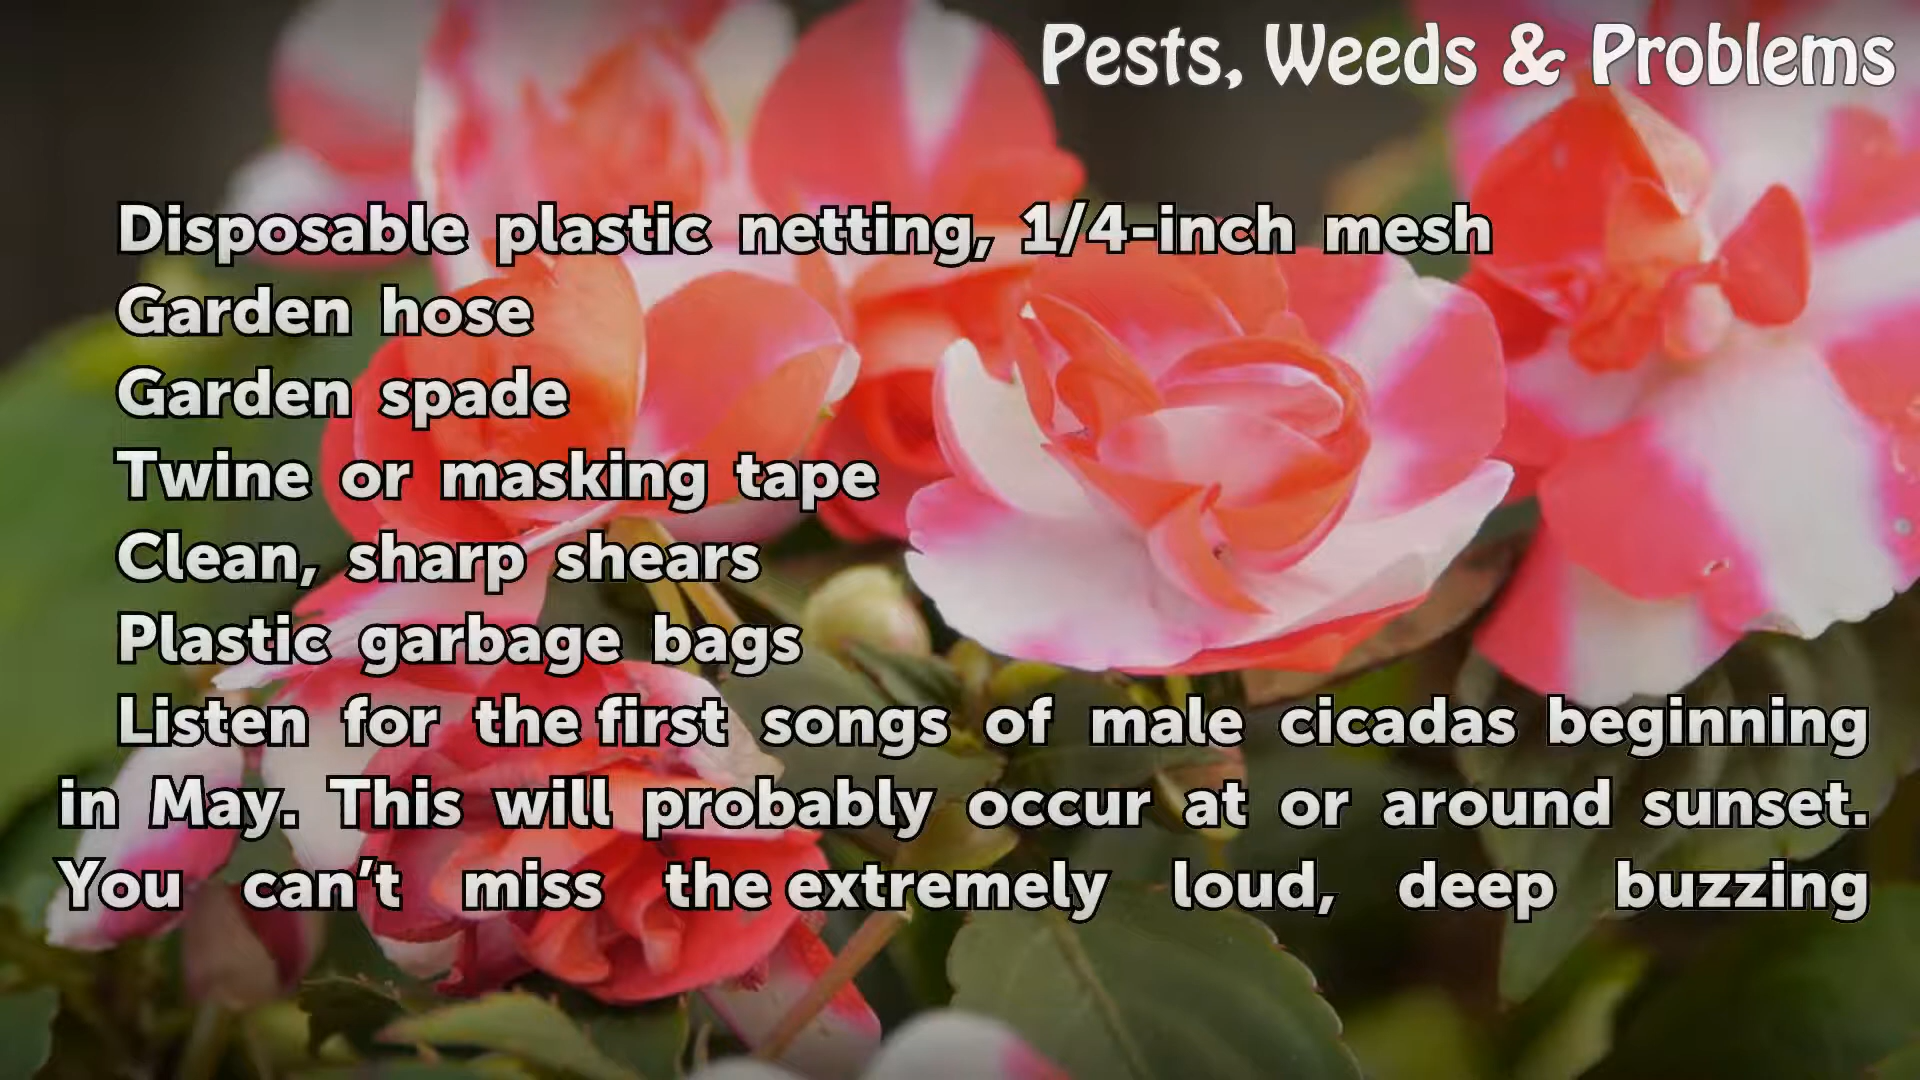 Pests, Weeds & Problems
Disposable plastic netting, 1/4-inch mesh
Garden hose
Garden spade
Twine or masking tape
Clean, sharp shears
Plastic garbage bags
Listen for the first songs of male cicadas beginning
in May. This will probably occur at or around sunset.
You can’t miss the extremely loud, deep buzzing